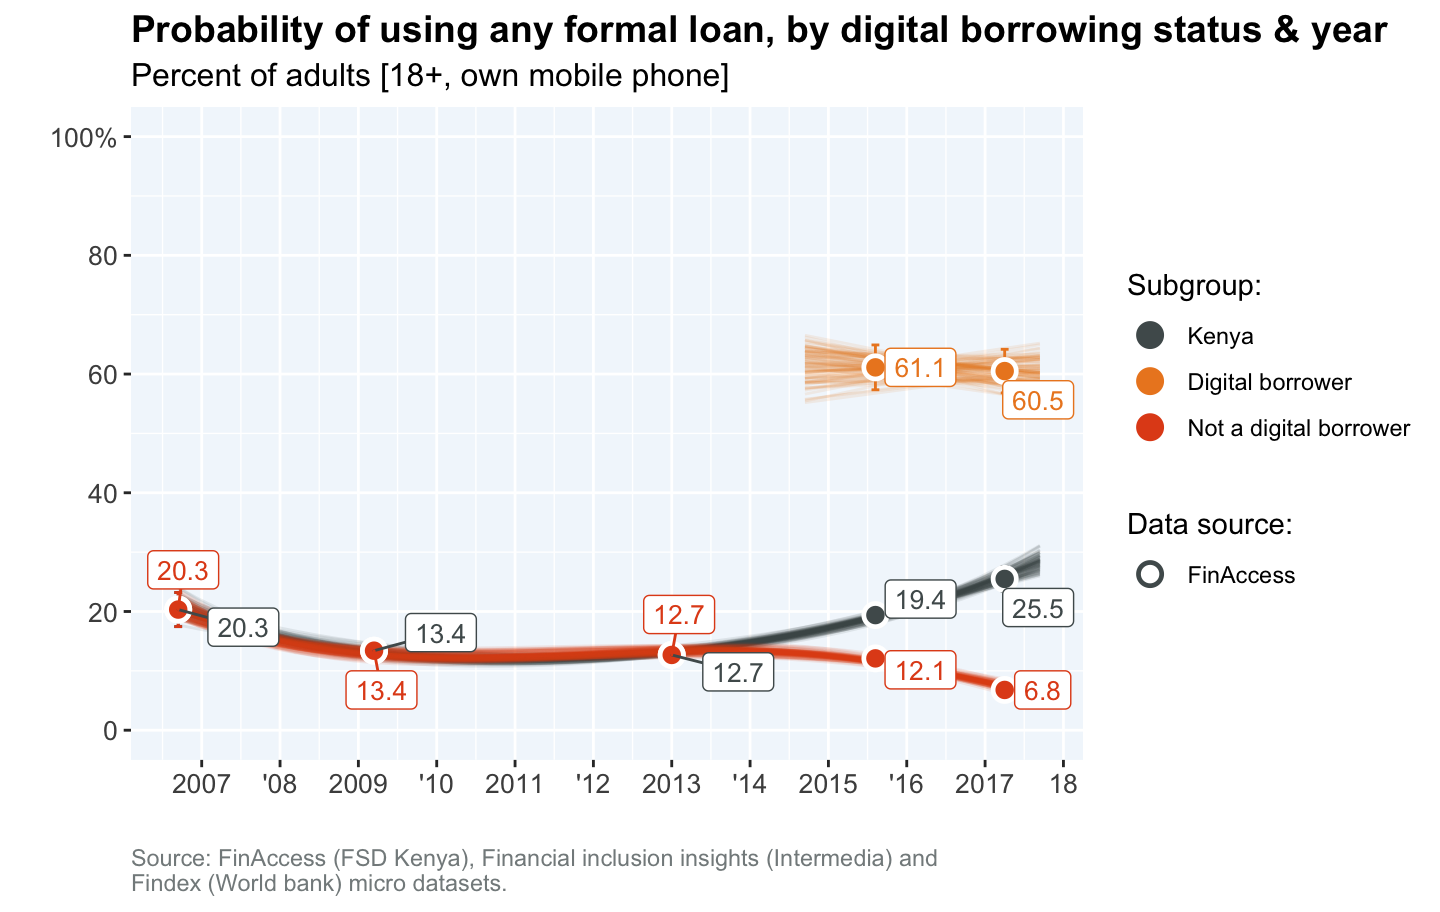 Probability of using any formal loan, by digital borrowing status & year
Percent of adults [18+, own mobile phone]
100%
80
60
40
20
0
20.3
20.3
13.4
13.4
12.7
12.7
61.1
60.5
19.4
25.5
12.1
6.8
2007 '08 2009 '10 2011 '12 2013 '14 2015 '16 2017 18
Subgroup:
Kenya
Digital borrower
Not a digital borrower
Data source:
FinAccess
Source: FinAccess (FSD Kenya), Financial inclusion insights (Intermedia) and
Findex (World bank) micro datasets.